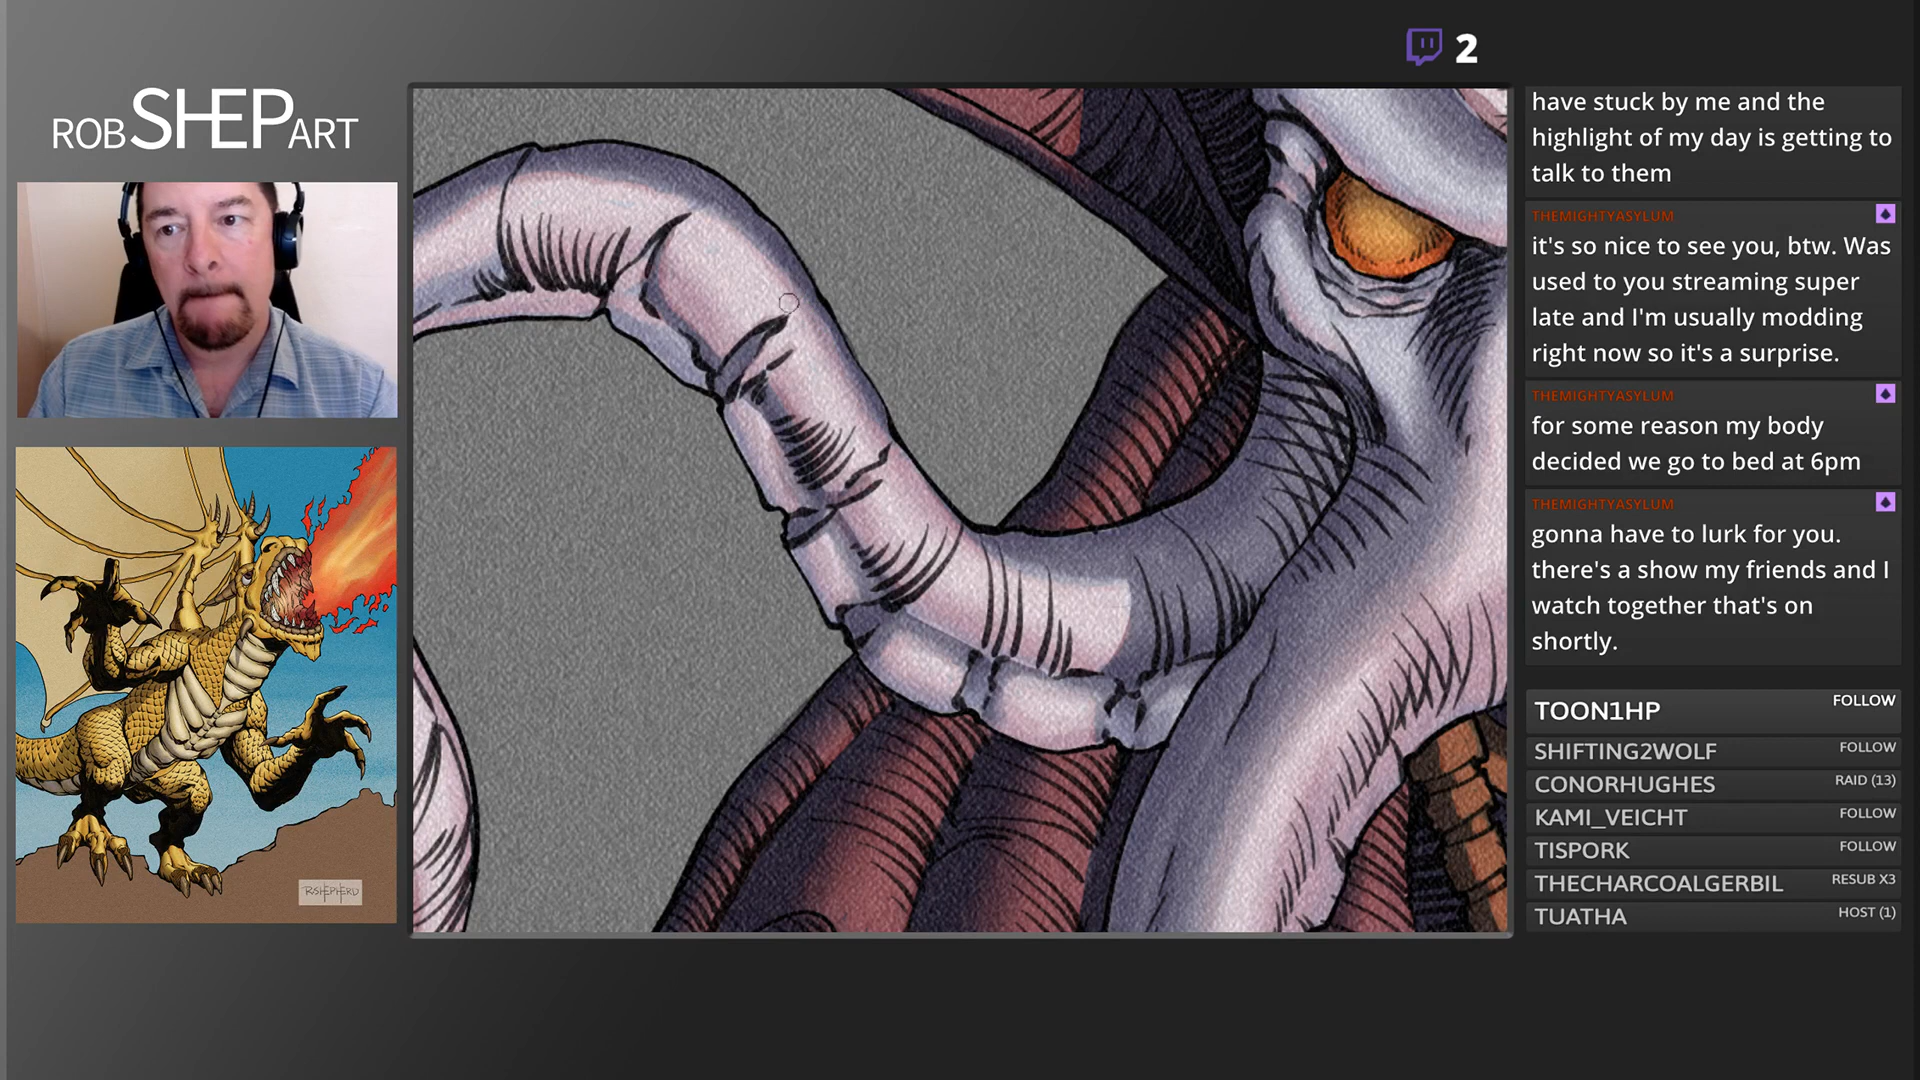 2
ROB SHEP ART
have stuck by me and the
highlight of my day is getting to
talk to them
THEMIGHTYASYLUM
it's so nice to see you, btw. Was
used to you streaming super
late and I'm usually modding
right now so it's a surprise.
THEMIGHTYASYLUM
for some reason my body
decided we go to bed at 6pm
THEMIGHTYASYLUM
gonna have to lurk for you.
there's a show my friends and I
watch together that's on
shortly.
TOON1HP FOLLOW
SHIFTING2WOLF FOLLOW
CONORHUGHES RAID (13)
KAMI_VEICHT FOLLOW
TISPORK FOLLOW
THECHARCOALGERBIL RESUB X3
TUATHA HOST (1)
R.SHEPHERD